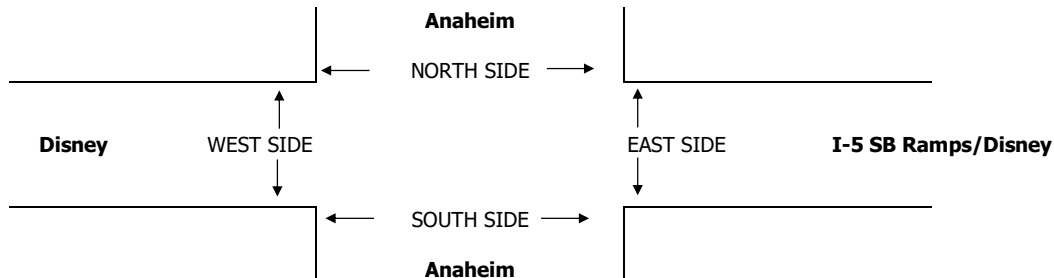 Anaheim
NORTH SIDE
Disney WEST SIDE EAST SIDE I-5 SB Ramps/Disney
SOUTH SIDE
Anaheim